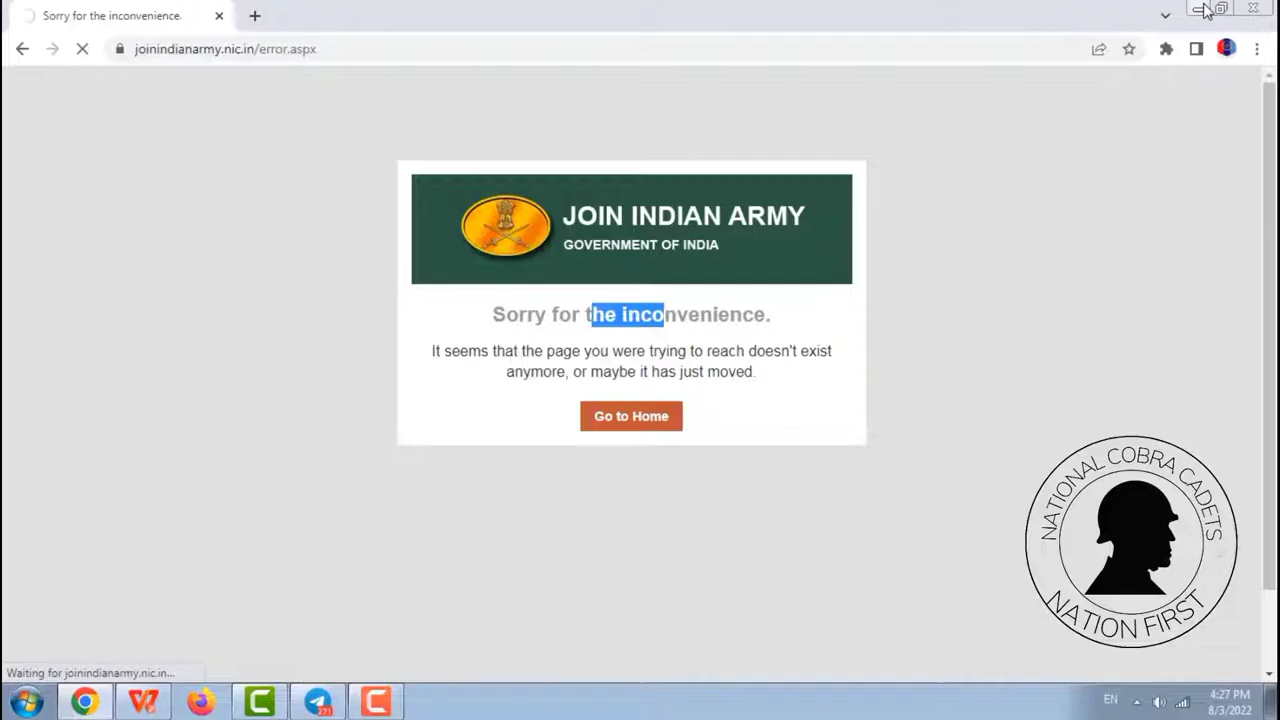 Sorry for the inconvenience.
joinindianarmy.nic.in/error.aspx
JOIN INDIAN ARMY
GOVERNMENT OF INDIA
Sorry for the inconvenience.
It seems that the page you were trying to reach doesn't exist
anymore, or maybe it has just moved.
Go to Home
NATIONAL COBRA CADETS
NATION FIRST
Waiting for joinindianarmy.nic.in...
271
EN
4:27 PM
8/3/2022